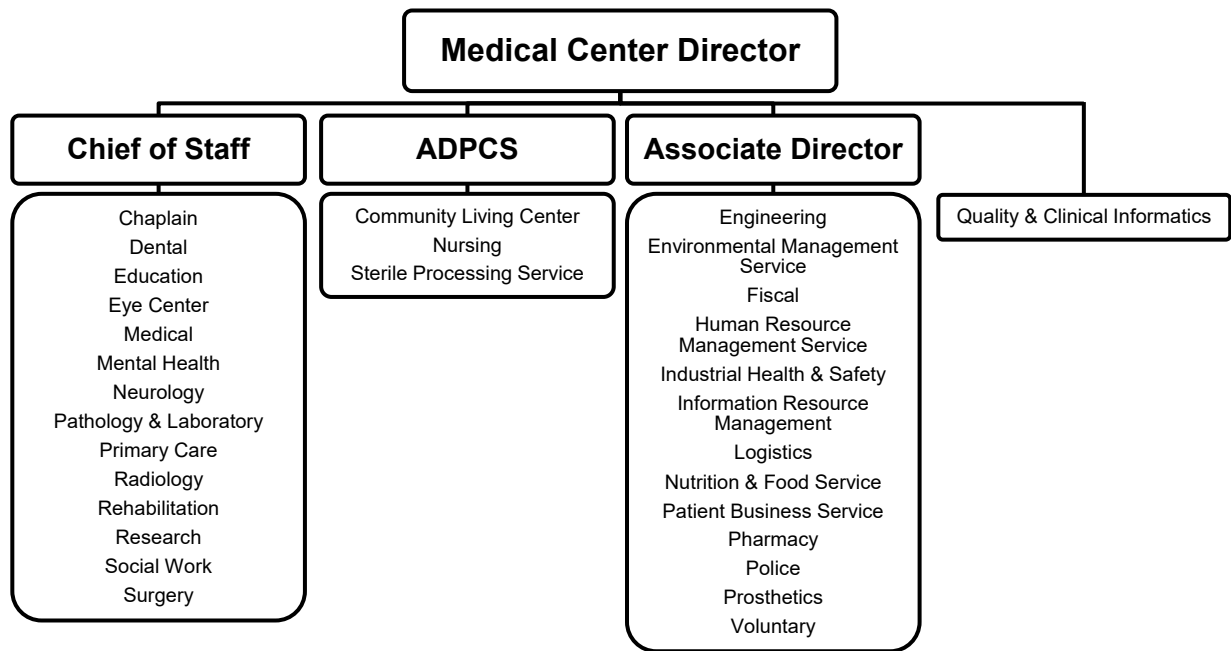 Medical Center Director
Chief of Staff
Chaplain
Dental
Education
Eye Center
Medical
Mental Health
Neurology
Pathology & Laboratory
Primary Care
Radiology
Rehabilitation
Research
Social Work
Surgery
ADPCS
Community Living Center
Nursing
Sterile Processing Service
Associate Director
Engineering
Environmental Management
Service
Fiscal
Human Resource
Management Service
Industrial Health & Safety
Information Resource
Management
Logistics
Nutrition & Food Service
Patient Business Service
Pharmacy
Police
Prosthetics
Voluntary
Quality & Clinical Informatics